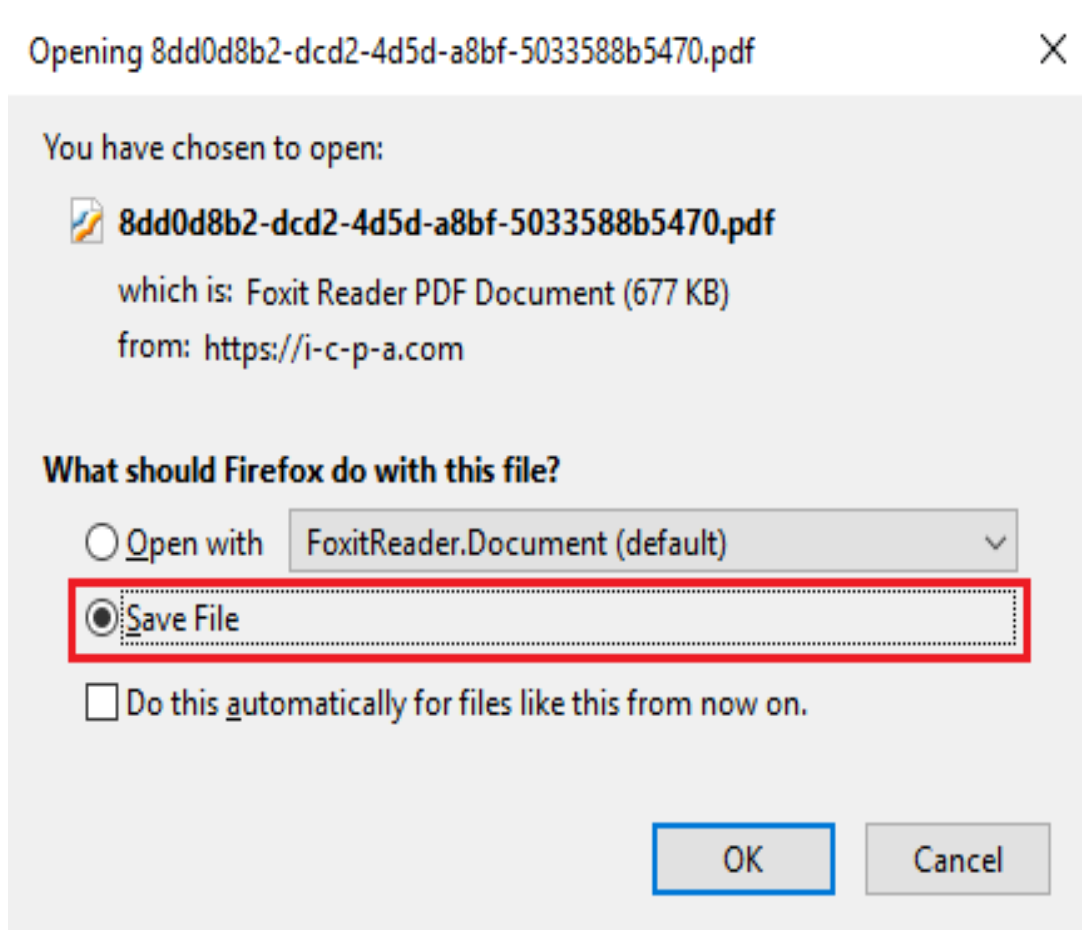 Opening 8dd0d8b2-dcd2-4d5d-a8bf-5033588b5470.pdf
You have chosen to open:
8dd0d8b2-dcd2-4d5d-a8bf-5033588b5470.pdf
which is: Foxit Reader PDF Document (677 KB)
from: https://i-c-p-a.com
What should Firefox do with this file?
Open with FoxitReader.Document (default)
Save File
Do this automatically for files like this from now on.
OK Cancel